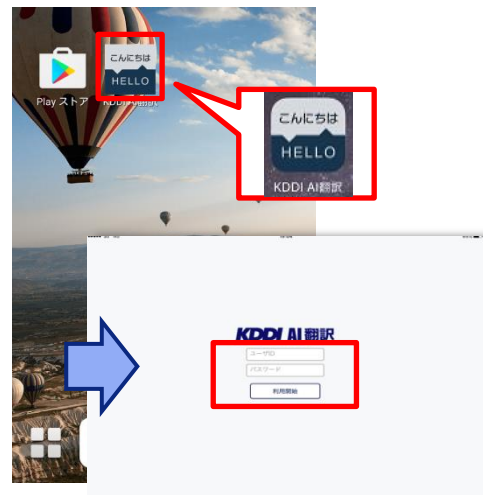 Play ストア
KDDI AI翻訳
こんにちは
HELLO
こんにちは
HELLO
KDDI AI翻訳
KDDI AI翻訳
ユーザID
パスワード
利用開始